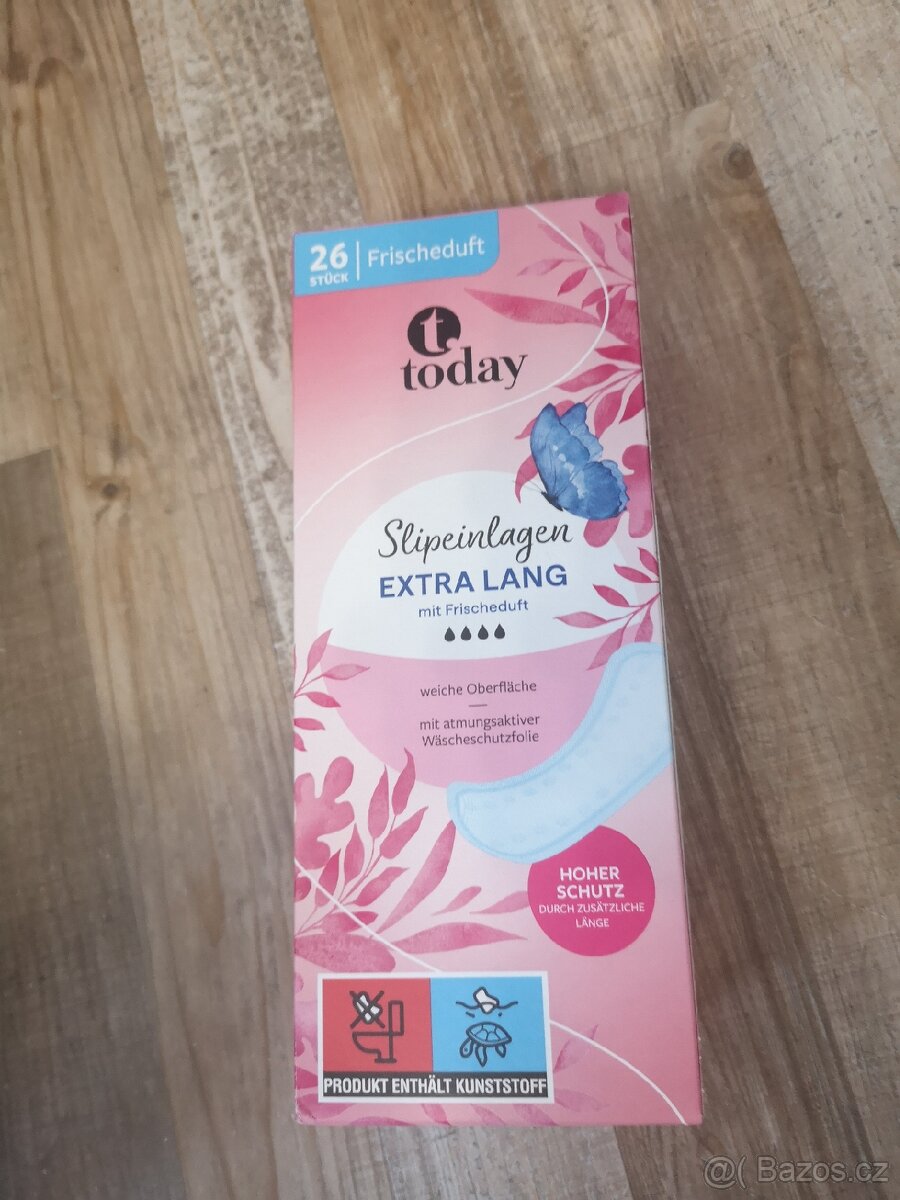 26
STÜCK
Frischeduft
t
today
Slipeinlagen
EXTRA LANG
mit Frischeduft
weiche Oberfläche
mit atmungsaktiver
Wäscheschutzfolie
HOHER
SCHUTZ
DURCH ZUSÄTZLICHE
LÄNGE
PRODUKT ENTHÄLT KUNSTSTOFF
@( Bazos.cz